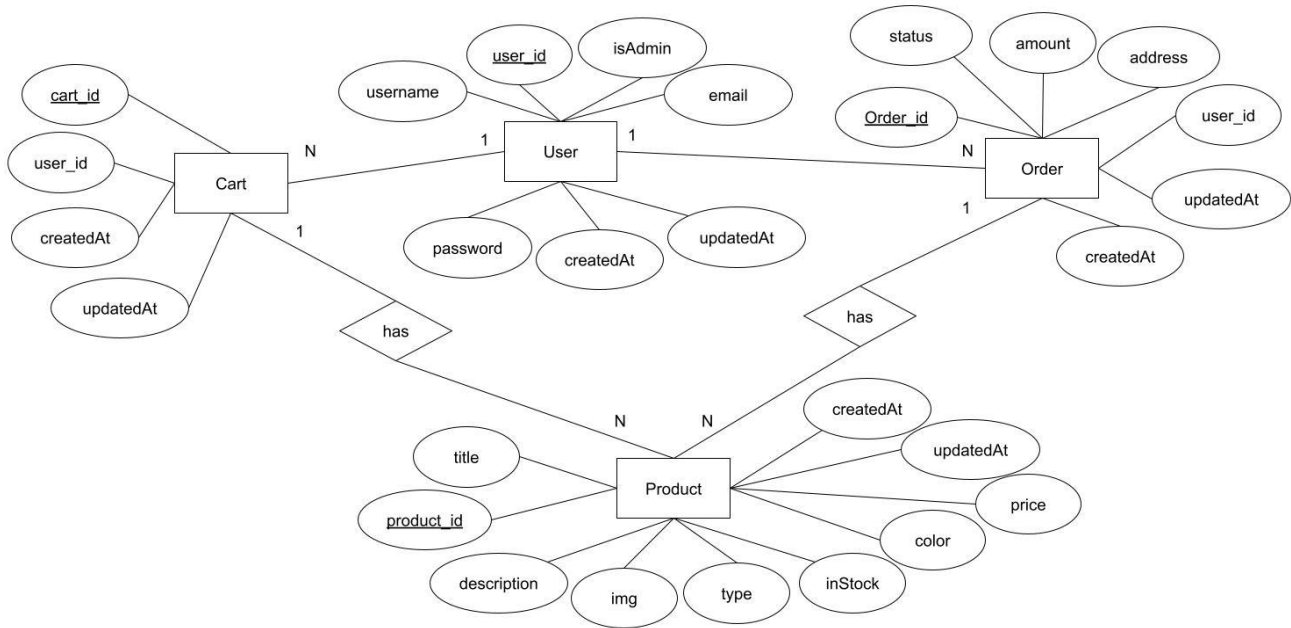 status
amount
isAdmin
user_id
address
cart_id
username
email
Order_id
user_id
N
1
User
1
N
Order
user_id
Cart
updatedAt
1
1
createdAt
password
createdAt
updatedAt
createdAt
updatedAt
has
has
createdAt
N
N
title
updatedAt
Product
price
product_id
color
description
img
type
inStock